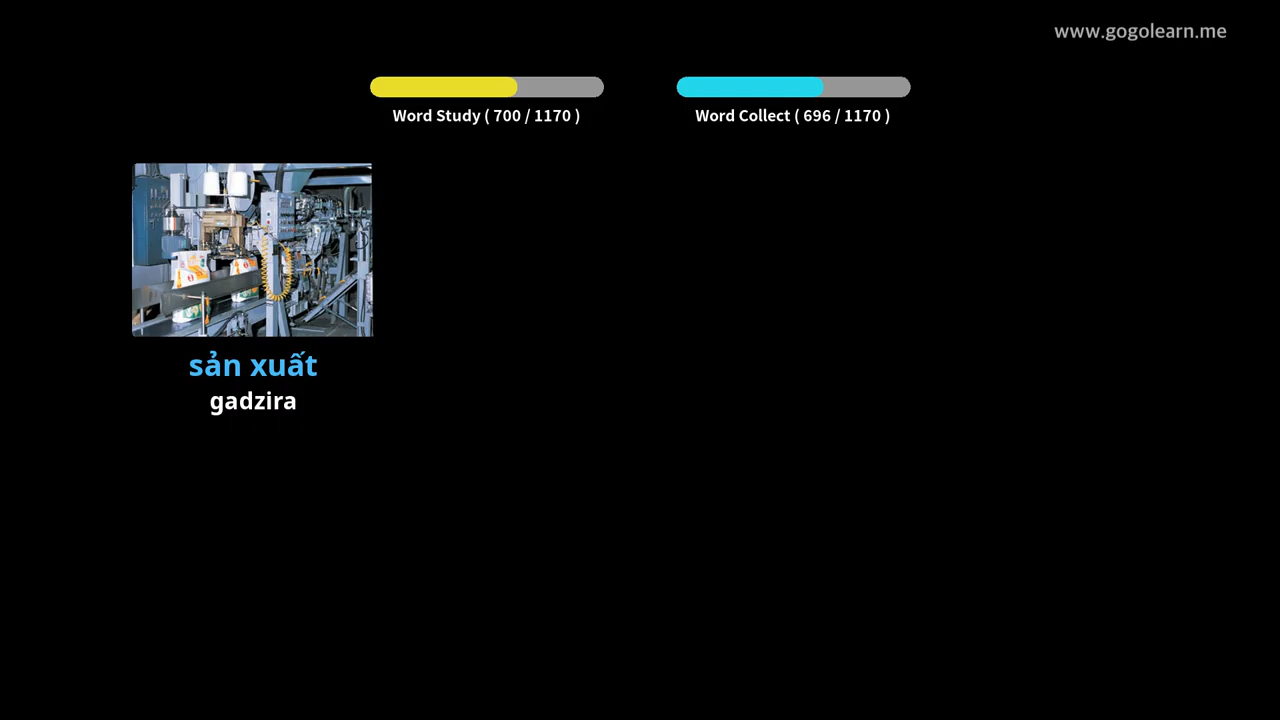 www.gogolearn.me
Word Study ( 700 / 1170 )
Word Collect ( 696 / 1170 )
sản xuất
gadzira